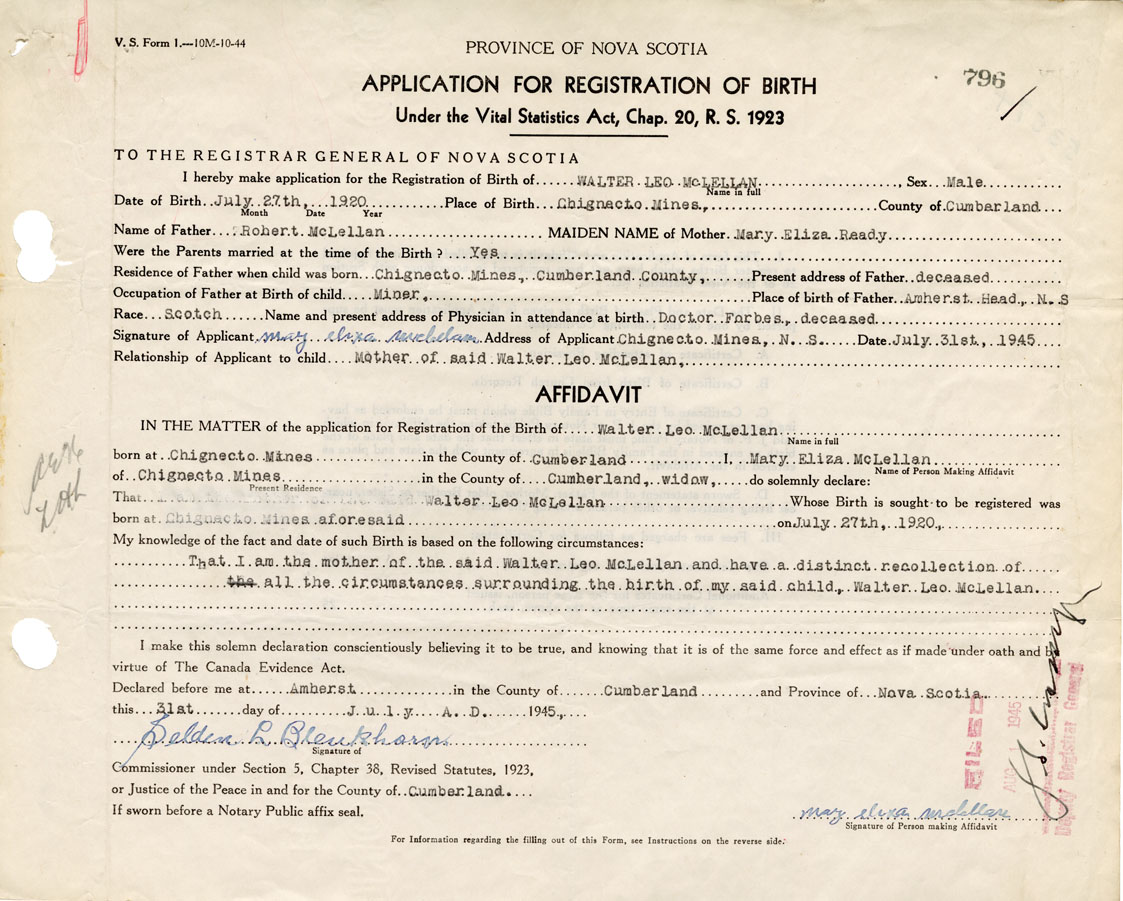 V. S. Form 1.—10M-10-44
PROVINCE OF NOVA SCOTIA
796
APPLICATION FOR REGISTRATION OF BIRTH
Under the Vital Statistics Act, Chap. 20, R. S. 1923
TO THE REGISTRAR GENERAL OF NOVA SCOTIA
I hereby make application for the Registration of Birth of WALTER LEO McLELLAN, Sex Male
Name in full
Date of Birth July 27th, 1920 Place of Birth Chignecto Mines, County of Cumberland
Month Date Year
Name of Father Robert McLellan MAIDEN NAME of Mother Mary Eliza Ready
Were the Parents married at the time of the Birth? Yes
Residence of Father when child was born Chignecto Mines, Cumberland County, Present address of Father deceased
Occupation of Father at Birth of child Miner, Place of birth of Father Amherst Head, N. S
Race Scotch Name and present address of Physician in attendance at birth Doctor Forbes, deceased
Signature of Applicant mary eliza mclellan Address of Applicant Chignecto Mines, N. S. Date July 31st, 1945
Relationship of Applicant to child Mother of said Walter Leo McLellan,
AFFIDAVIT
IN THE MATTER of the application for Registration of the Birth of Walter Leo McLellan
Name in full
born at Chignecto Mines in the County of Cumberland I, Mary Eliza McLellan
Name of Person Making Affidavit
of Chignecto Mines in the County of Cumberland, widow, do solemnly declare:
Present Residence
That Walter Leo McLellan Whose Birth is sought to be registered was
born at Chignecto Mines aforesaid on July 27th, 1920,
My knowledge of the fact and date of such Birth is based on the following circumstances:
That I am the mother of the said Walter Leo McLellan and have a distinct recollection of
the all the circumstances surrounding the birth of my said child, Walter Leo McLellan.
I make this solemn declaration conscientiously believing it to be true, and knowing that it is of the same force and effect as if made under oath and by
virtue of The Canada Evidence Act.
Declared before me at Amherst in the County of Cumberland and Province of Nova Scotia
this 31st day of July A. D. 1945,
Signature of
Commissioner under Section 5, Chapter 38, Revised Statutes, 1923,
or Justice of the Peace in and for the County of Cumberland.
If sworn before a Notary Public affix seal.
mary eliza mclellan
Signature of Person making Affidavit
FILED
AUG 1 1945
Deputy Registrar General
For Information regarding the filling out of this Form, see Instructions on the reverse side.